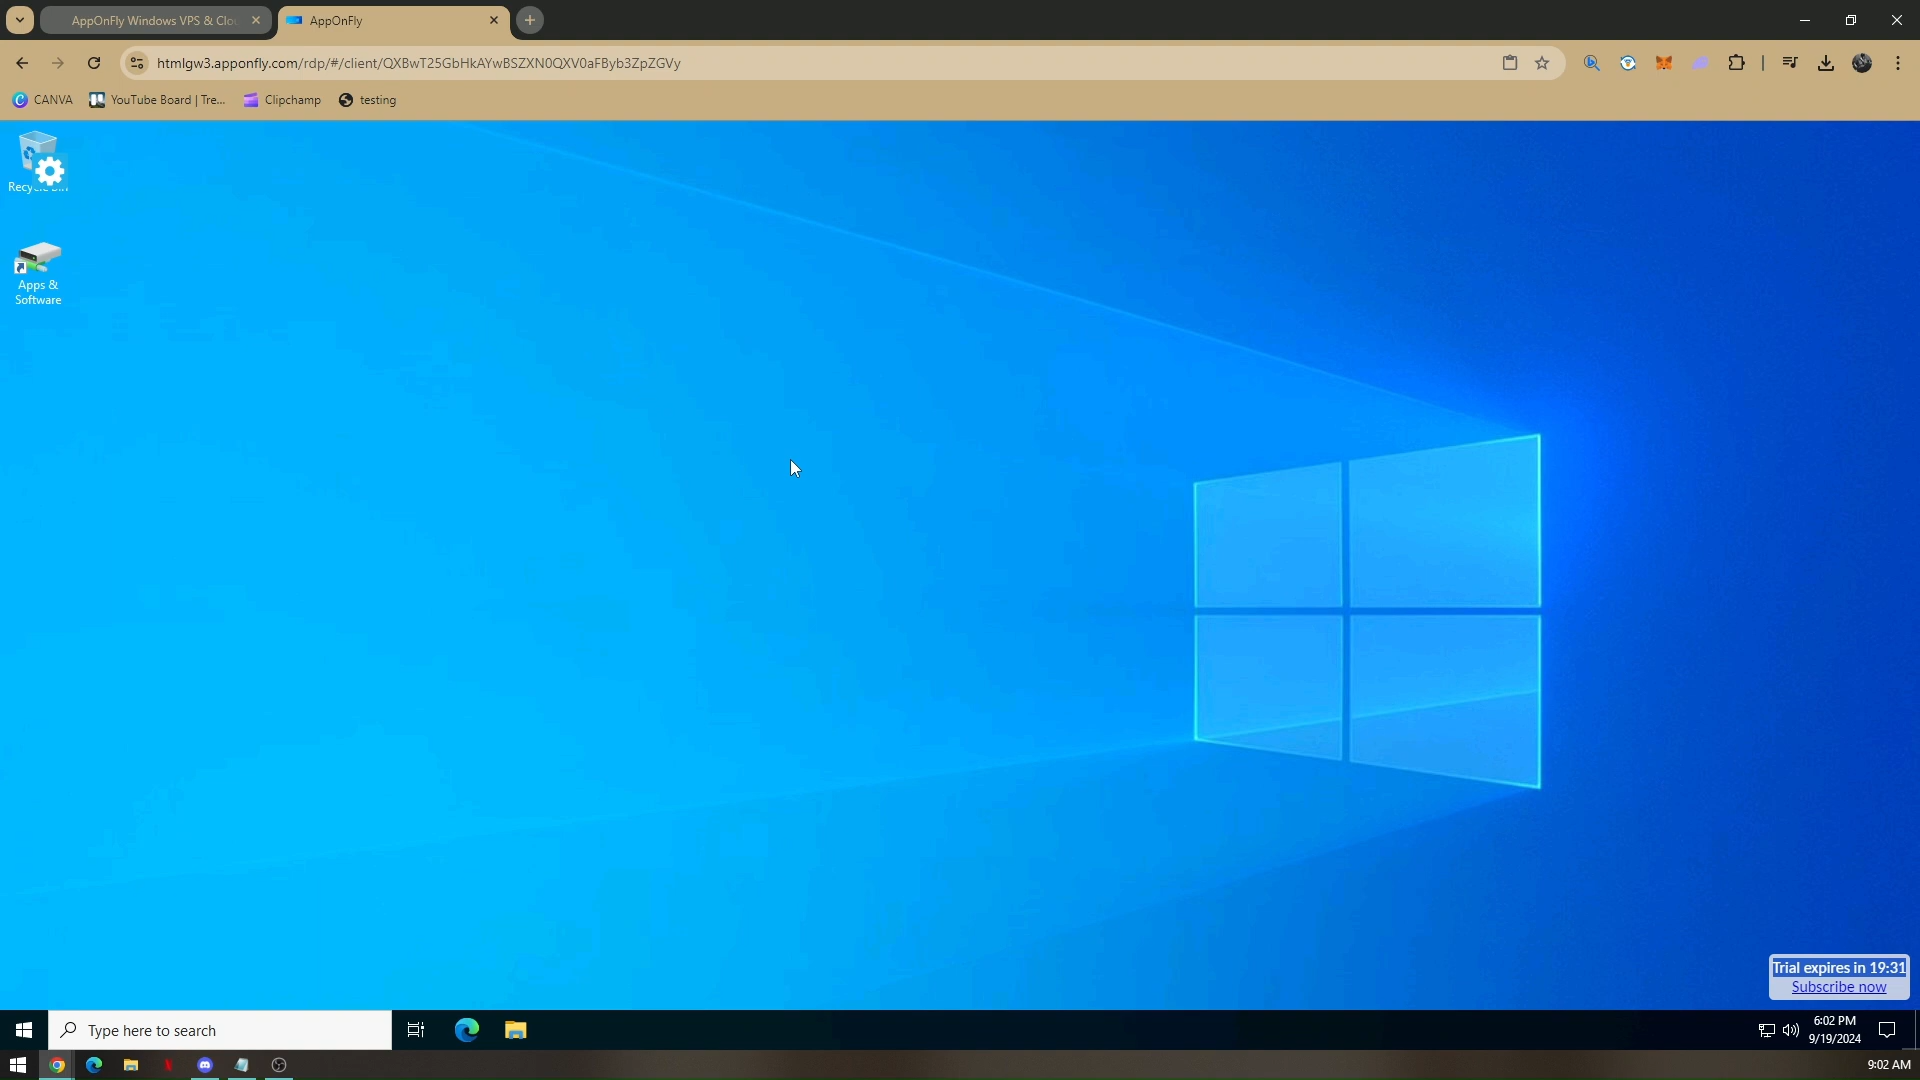 AppOnFly Windows VPS & Clo
AppOnFly
htmlgw3.apponfly.com/rdp/#/client/QXBwT25GbHkAYwBSZXN0QXV0aFByb3ZpZGVy
CANVA
YouTube Board | Tre...
Clipchamp
testing
Apps &
Software
Trial expires in 19:31
Subscribe now
Type here to search
6:02 PM
9/19/2024
9:02 AM